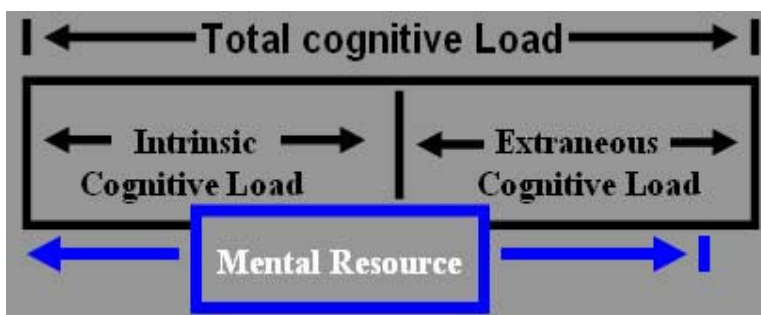 Total cognitive Load
Intrinsic
Cognitive Load
Extraneous
Cognitive Load
Mental Resource